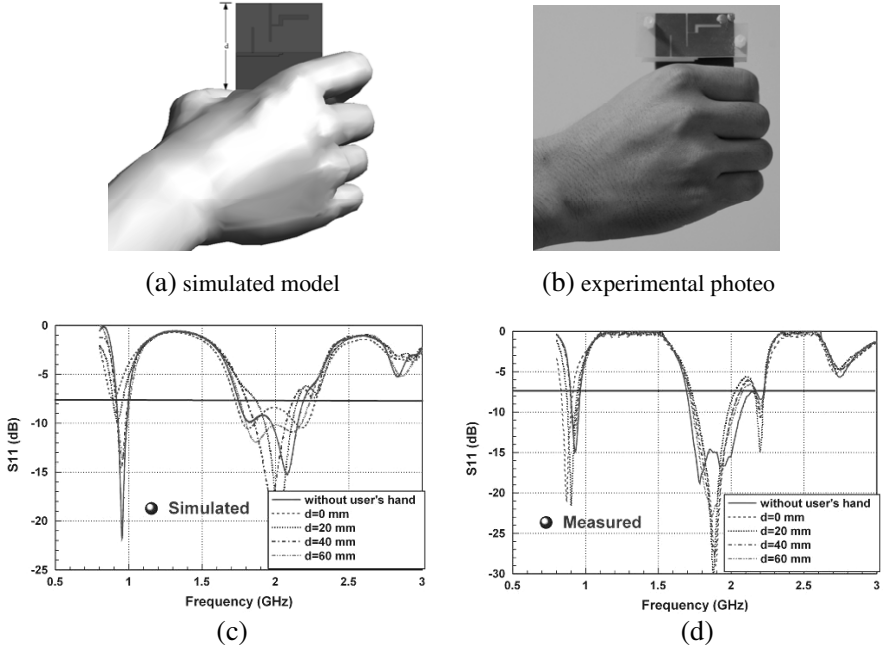 d
(a) simulated model
(b) experimental photeo
0
-5
-10
-15
-20
-25
S11 (dB)
Simulated
without user's hand
d=0 mm
d=20 mm
d=40 mm
d=60 mm
0.5 1 1.5 2 2.5 3
Frequency (GHz)
(c)
0
-5
-10
-15
-20
-25
-30
S11 (dB)
Measured
without user's hand
d=0 mm
d=20 mm
d=40 mm
d=60 mm
0.5 1 1.5 2 2.5 3
Frequency (GHz)
(d)